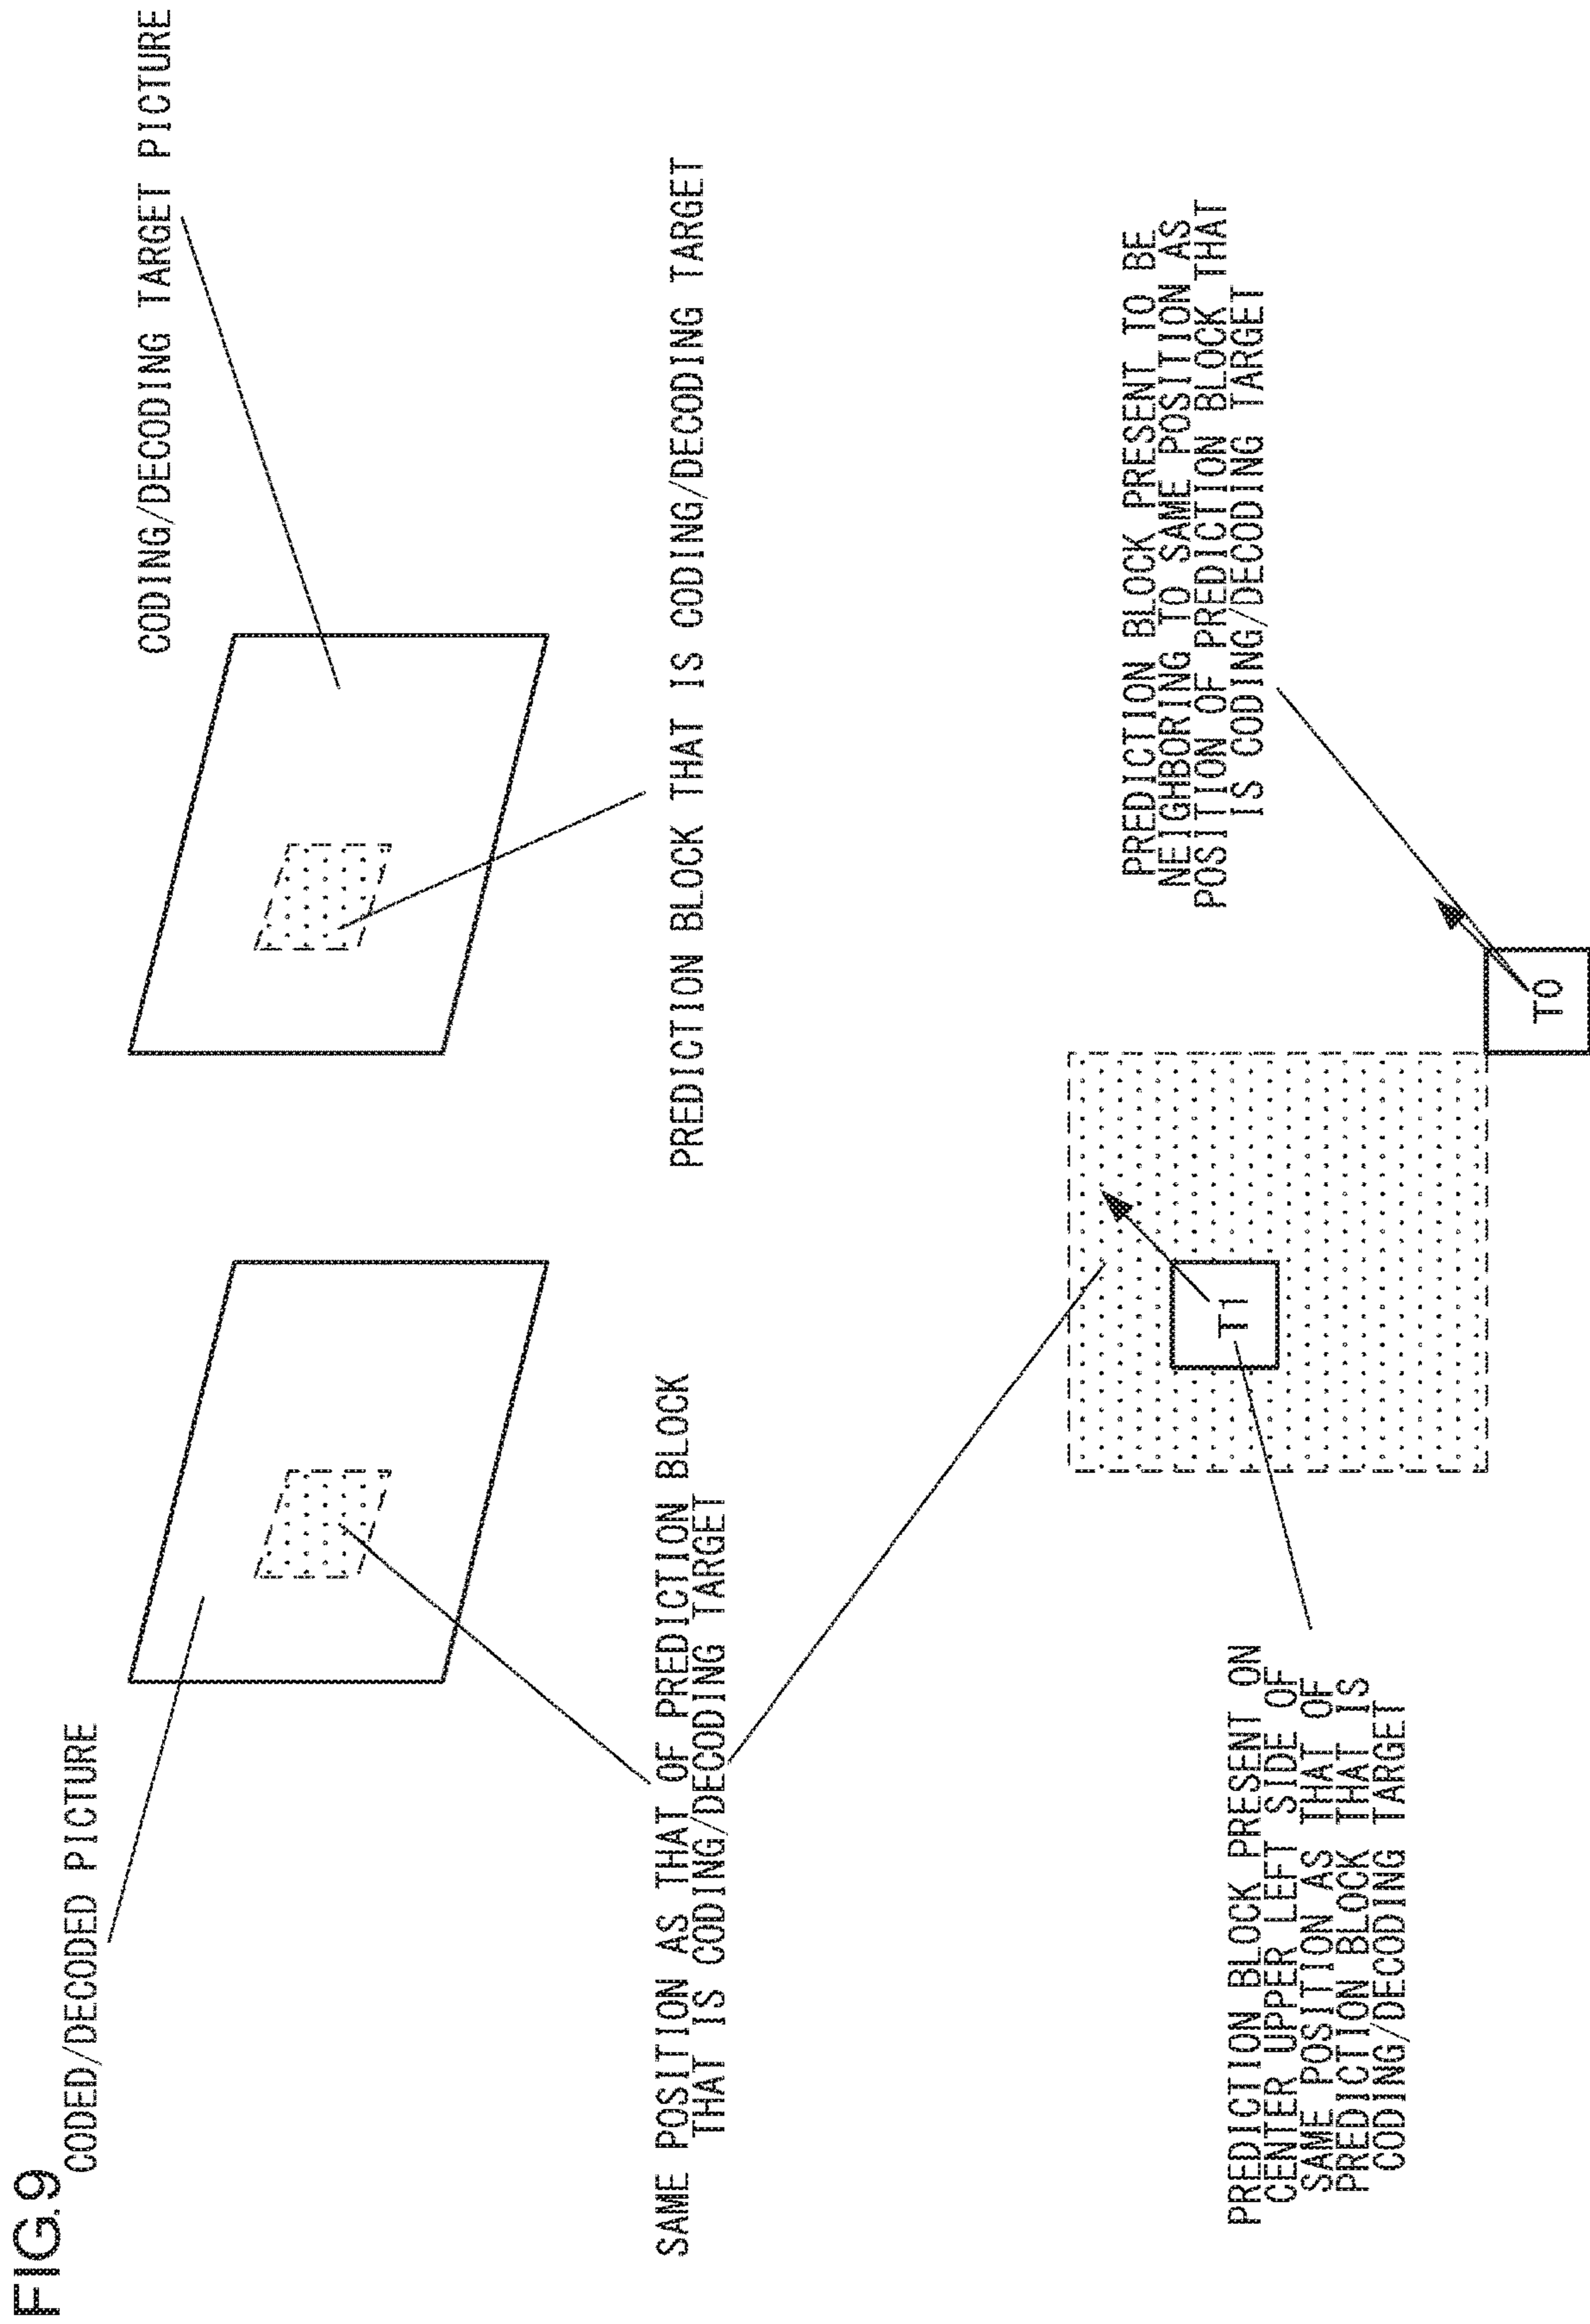 FIG.9
CODED/DECODED PICTURE
CODING/DECODING TARGET PICTURE
SAME POSITION AS THAT OF PREDICTION BLOCK
THAT IS CODING/DECODING TARGET
PREDICTION BLOCK THAT IS CODING/DECODING TARGET
PREDICTION BLOCK PRESENT TO BE
NEIGHBORING TO SAME POSITION AS
POSITION OF PREDICTION BLOCK THAT
IS CODING/DECODING TARGET
T1
T0
PREDICTION BLOCK PRESENT ON
CENTER UPPER LEFT SIDE OF
SAME POSITION AS THAT OF
PREDICTION BLOCK THAT IS
CODING/DECODING TARGET